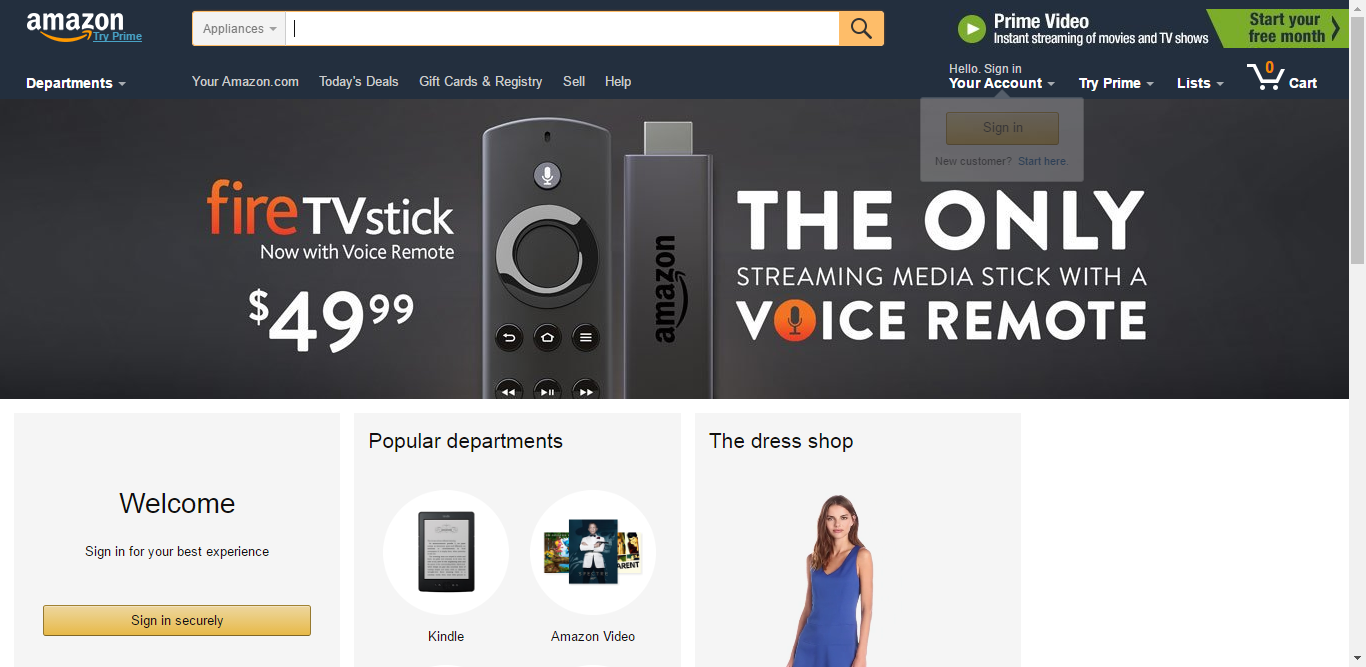 amazon
Try Prime
Appliances
Prime Video
Instant streaming of movies and TV shows
Start your
free month
Departments
Your Amazon.com
Today's Deals
Gift Cards & Registry
Sell
Help
Hello. Sign in
Your Account
Try Prime
Lists
0
Cart
Sign in
New customer? Start here.
fireTVstick
Now with Voice Remote
$49.99
amazon
THE ONLY
STREAMING MEDIA STICK WITH A
VOICE REMOTE
Welcome
Sign in for your best experience
Sign in securely
Popular departments
Kindle
Amazon Video
SPECTRE
The dress shop